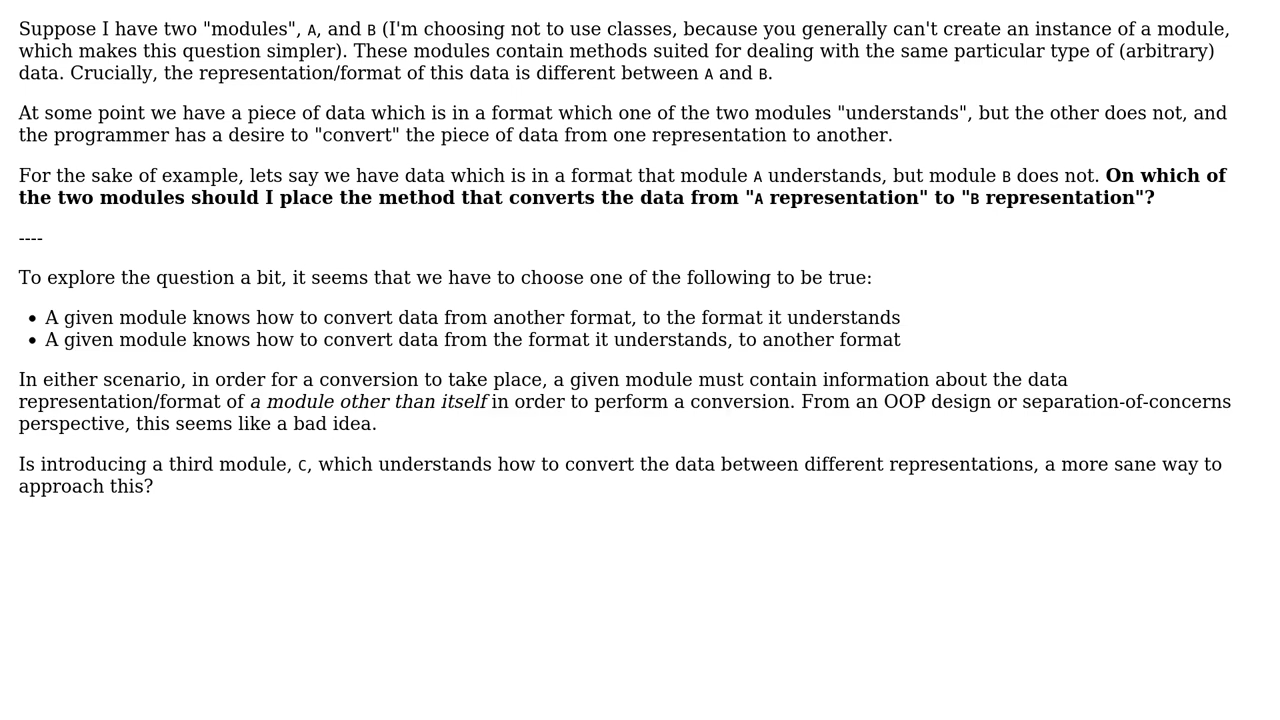 Suppose I have two "modules", A, and B (I'm choosing not to use classes, because you generally can't create an instance of a module,
which makes this question simpler). These modules contain methods suited for dealing with the same particular type of (arbitrary)
data. Crucially, the representation/format of this data is different between A and B.
At some point we have a piece of data which is in a format which one of the two modules "understands", but the other does not, and
the programmer has a desire to "convert" the piece of data from one representation to another.
For the sake of example, lets say we have data which is in a format that module A understands, but module B does not. On which of
the two modules should I place the method that converts the data from "A representation" to "B representation"?
----
To explore the question a bit, it seems that we have to choose one of the following to be true:
• A given module knows how to convert data from another format, to the format it understands
• A given module knows how to convert data from the format it understands, to another format
In either scenario, in order for a conversion to take place, a given module must contain information about the data
representation/format of a module other than itself in order to perform a conversion. From an OOP design or separation-of-concerns
perspective, this seems like a bad idea.
Is introducing a third module, C, which understands how to convert the data between different representations, a more sane way to
approach this?